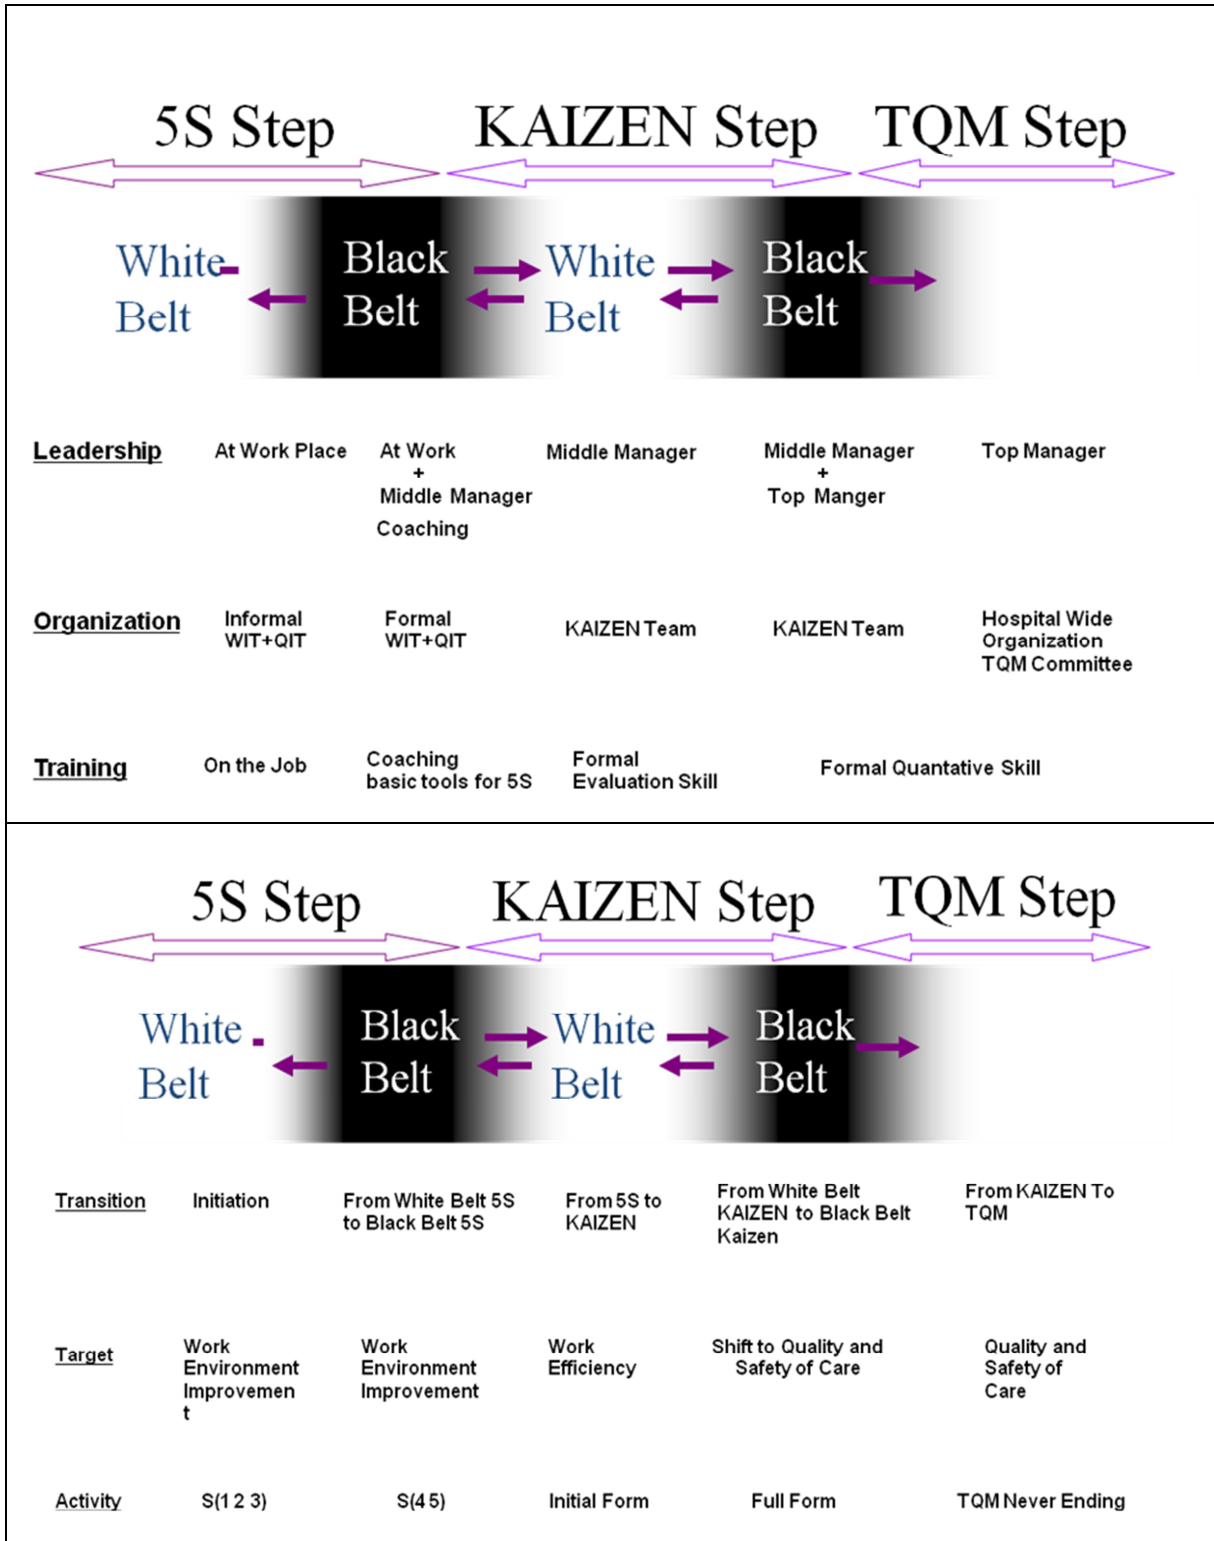 5S Step KAIZEN Step TQM Step
White Black White Black
Belt Belt Belt Belt
Leadership At Work Place At Work Middle Manager Middle Manager Top Manager
+ +
Middle Manager Top Manger
Coaching
Organization Informal Formal KAIZEN Team KAIZEN Team Hospital Wide
WIT+QIT WIT+QIT Organization
TQM Committee
Training On the Job Coaching Formal Formal Quantative Skill
basic tools for 5S Evaluation Skill
5S Step KAIZEN Step TQM Step
White Black White Black
Belt Belt Belt Belt
Transition Initiation From White Belt 5S From 5S to From White Belt From KAIZEN To
to Black Belt 5S KAIZEN KAIZEN to Black Belt TQM
Kaizen
Target Work Work Work Shift to Quality and Quality and
Environment Environment Efficiency Safety of Care Safety of
Improvemen Improvement Care
t
Activity S(1 2 3) S(4 5) Initial Form Full Form TQM Never Ending